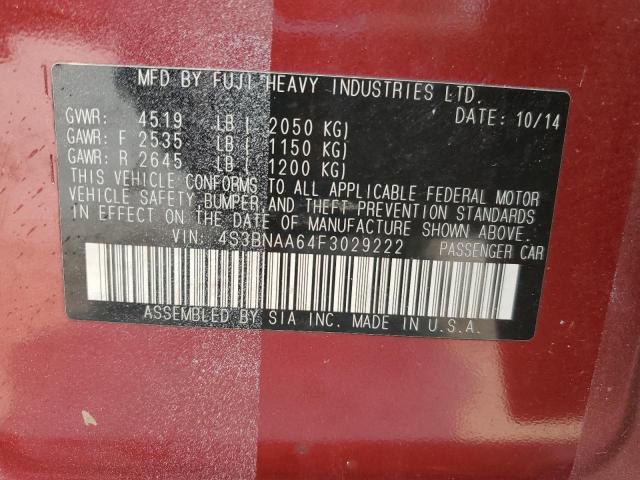 MFD BY FUJI HEAVY INDUSTRIES LTD.
DATE: 10/14
GVWR: 4519 LB ( 2050 KG)
GAWR: F 2535 LB ( 1150 KG)
GAWR: R 2645 LB ( 1200 KG)
THIS VEHICLE CONFORMS TO ALL APPLICABLE FEDERAL MOTOR
VEHICLE SAFETY, BUMPER, AND THEFT PREVENTION STANDARDS
IN EFFECT ON THE DATE OF MANUFACTURE SHOWN ABOVE.
VIN: 4S3BNAA64F3029222 PASSENGER CAR
ASSEMBLED BY SIA INC. MADE IN U.S.A.